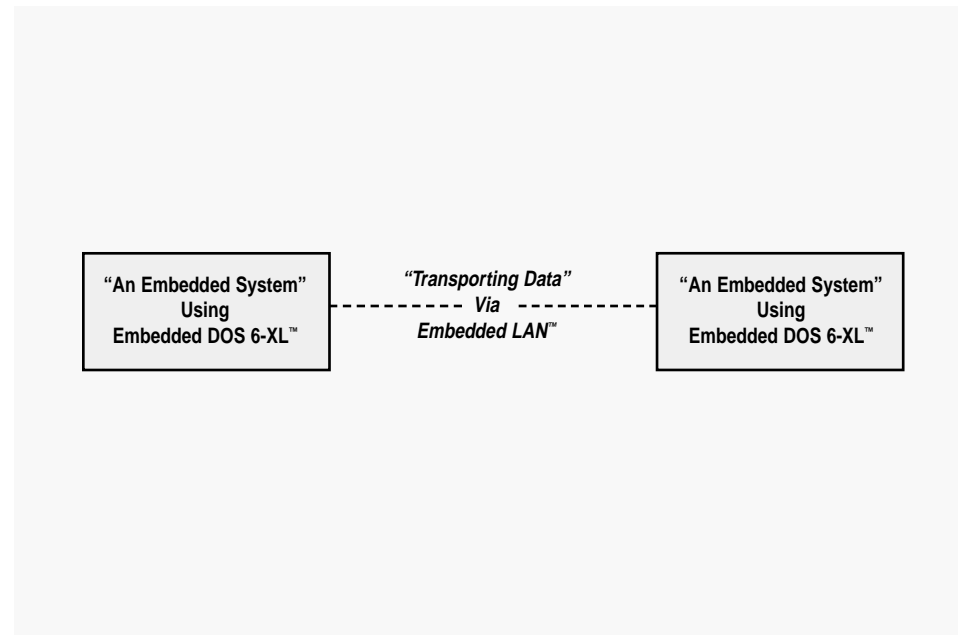 “An Embedded System”
Using
Embedded DOS 6-XL™
“Transporting Data”
Via
Embedded LAN™
“An Embedded System”
Using
Embedded DOS 6-XL™